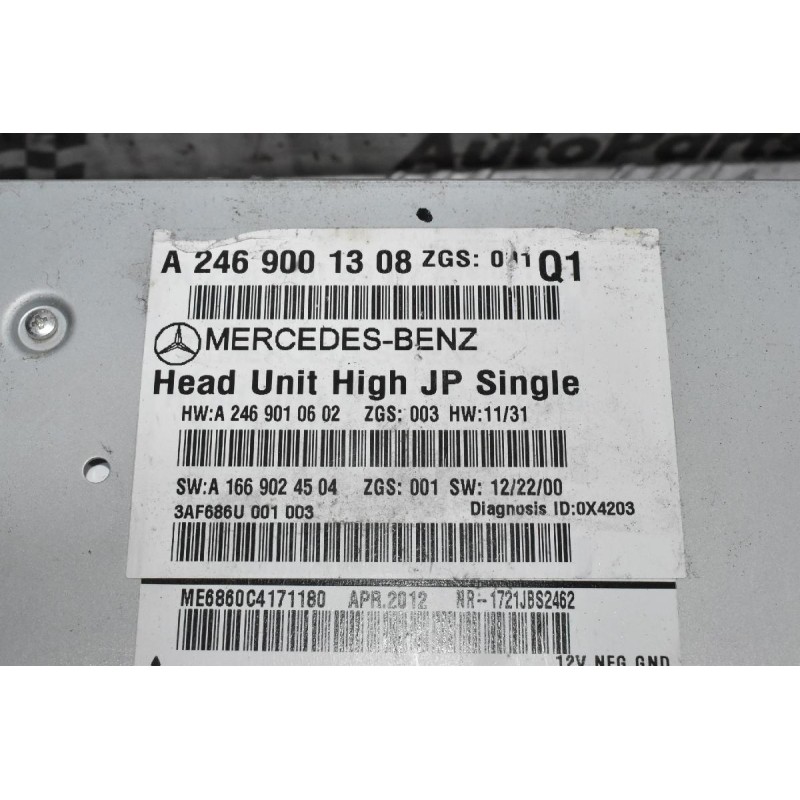 AutoParts
A 246 900 13 08 ZGS: 001 Q1
MERCEDES-BENZ
Head Unit High JP Single
HW:A 246 901 06 02 ZGS: 003 HW:11/31
SW:A 166 902 45 04 ZGS: 001 SW: 12/22/00
3AF686U 001 003 Diagnosis ID:0X4203
ME6860C4171180 APR.2012 NR-1721JBS2462
12V NEG GND